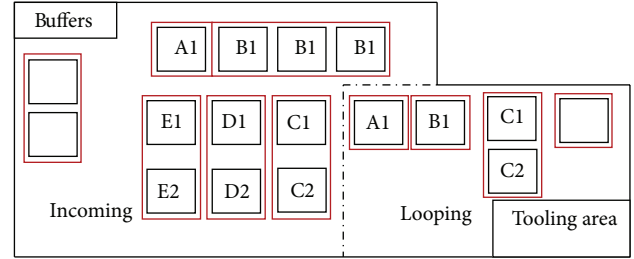 Buffers
A1 B1 B1 B1
E1 D1 C1 A1 B1 C1
C2
E2 D2 C2
Incoming Looping Tooling area